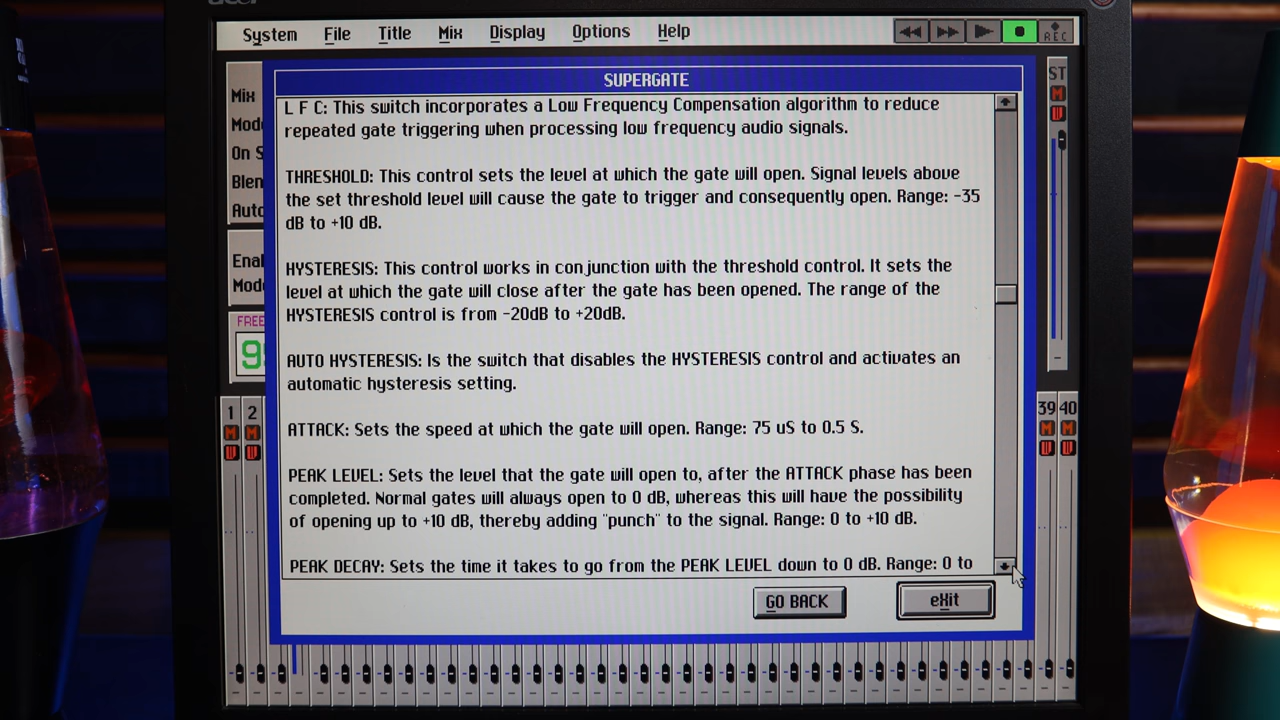 acer
System File Title Mix Display Options Help
REC
SUPERGATE
ST
L F C: This switch incorporates a Low Frequency Compensation algorithm to reduce
repeated gate triggering when processing low frequency audio signals.
THRESHOLD: This control sets the level at which the gate will open. Signal levels above
the set threshold level will cause the gate to trigger and consequently open. Range: -35
dB to +10 dB.
HYSTERESIS: This control works in conjunction with the threshold control. It sets the
level at which the gate will close after the gate has been opened. The range of the
HYSTERESIS control is from -20dB to +20dB.
AUTO HYSTERESIS: Is the switch that disables the HYSTERESIS control and activates an
automatic hysteresis setting.
ATTACK: Sets the speed at which the gate will open. Range: 75 uS to 0.5 S.
PEAK LEVEL: Sets the level that the gate will open to, after the ATTACK phase has been
completed. Normal gates will always open to 0 dB, whereas this will have the possibility
of opening up to +10 dB, thereby adding "punch" to the signal. Range: 0 to +10 dB.
PEAK DECAY: Sets the time it takes to go from the PEAK LEVEL down to 0 dB. Range: 0 to
GO BACK eXit
Mix
Mod
On S
Blen
Auto
Enal
Mod
FREE
9
1 2
M M
39 40
M M
M